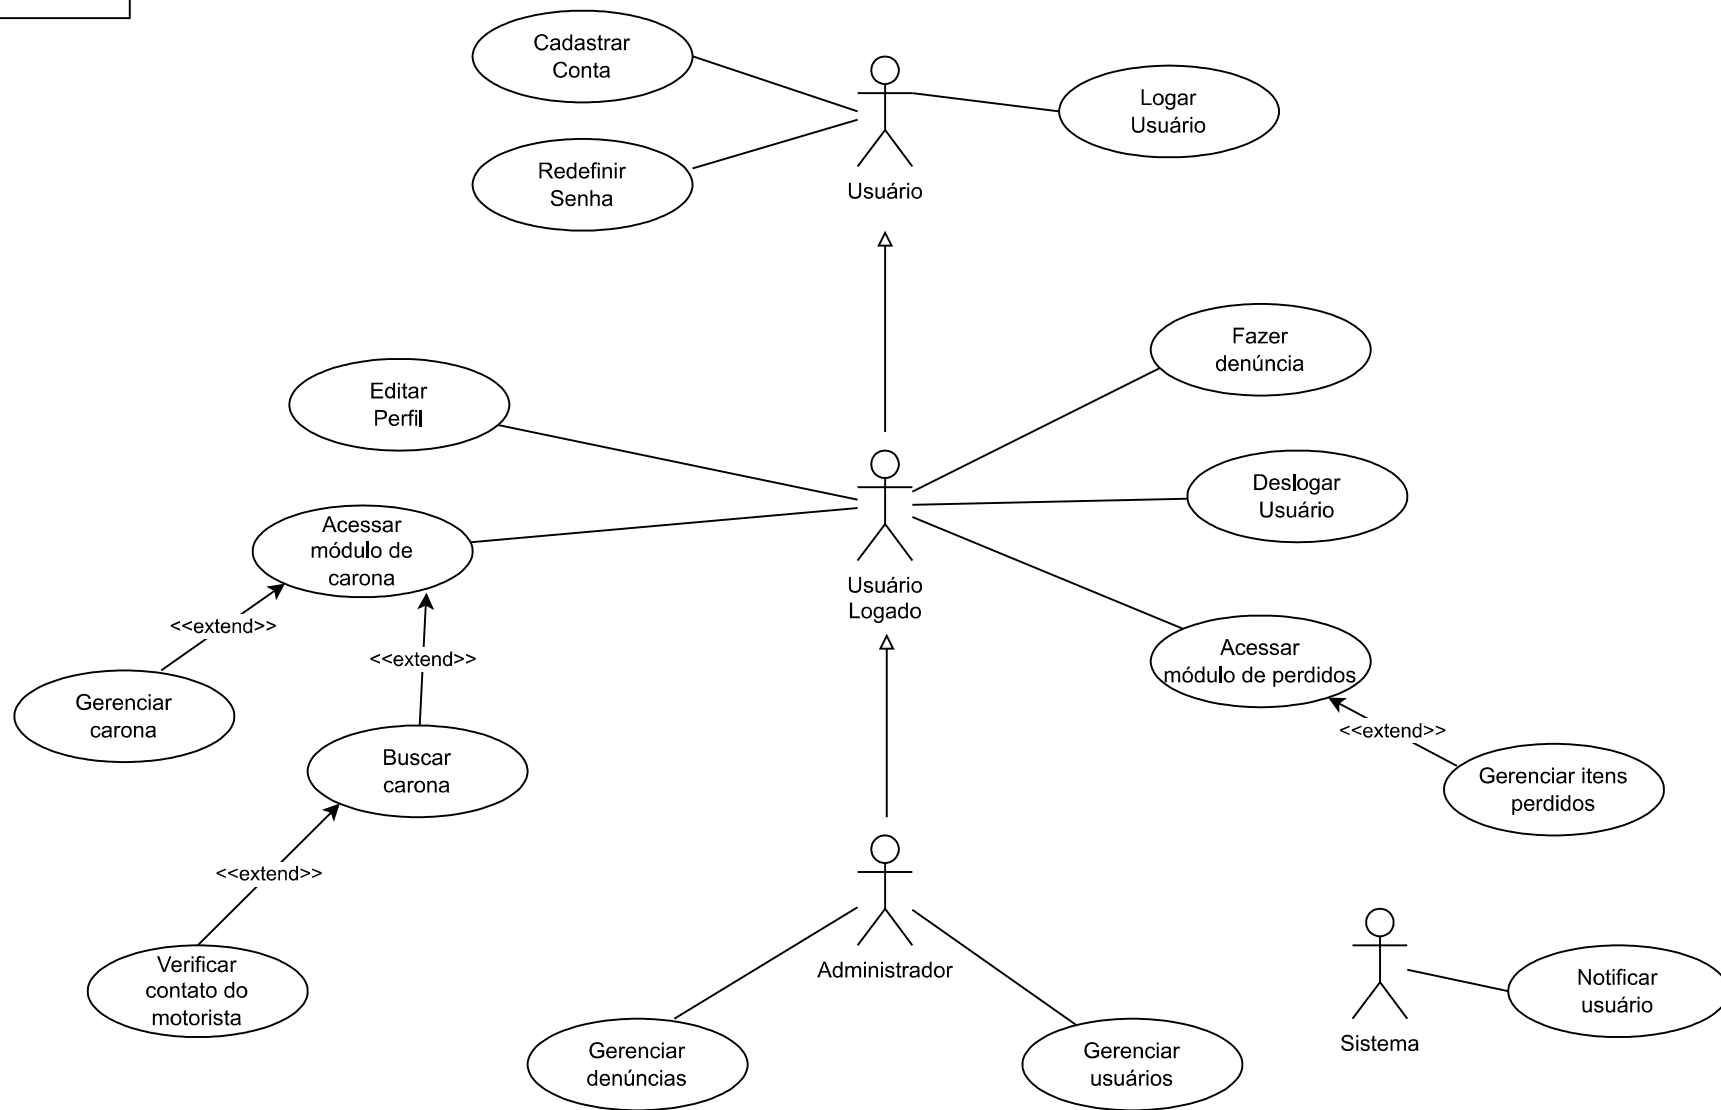 Cadastrar
Conta
Logar
Usuário
Redefinir
Senha
Usuário
Fazer
denúncia
Editar
Perfil
Deslogar
Usuário
Acessar
módulo de
carona
Usuário
Logado
<<extend>>
<<extend>>
Acessar
módulo de perdidos
Gerenciar
carona
<<extend>>
Buscar
carona
Gerenciar itens
perdidos
<<extend>>
Verificar
contato do
motorista
Administrador
Notificar
usuário
Sistema
Gerenciar
denúncias
Gerenciar
usuários